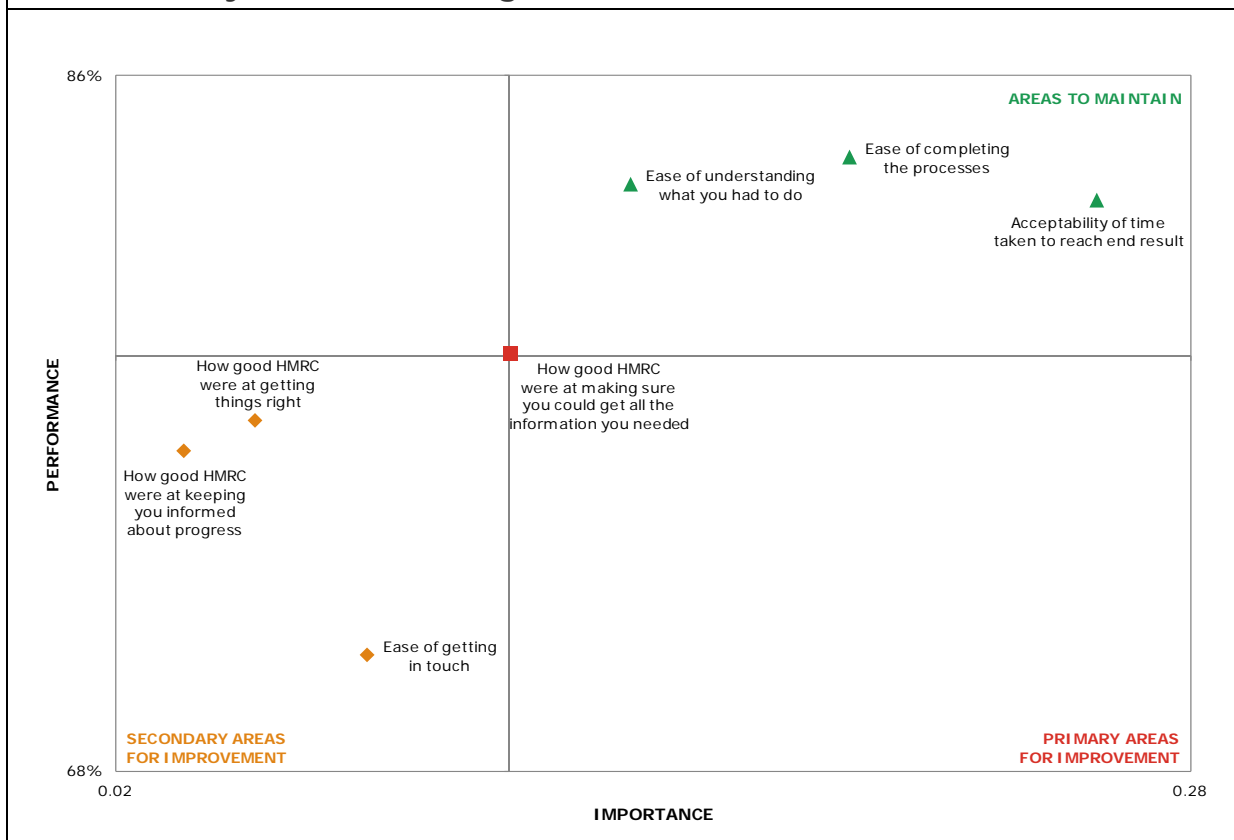 86%
AREAS TO MAINTAIN
Ease of completing
the processes
Ease of understanding
what you had to do
Acceptability of time
taken to reach end result
PERFORMANCE
How good HMRC
were at getting
things right
How good HMRC
were at making sure
you could get all the
information you needed
How good HMRC
were at keeping
you informed
about progress
Ease of getting
in touch
SECONDARY AREAS
FOR IMPROVEMENT
PRIMARY AREAS
FOR IMPROVEMENT
68%
0.02
0.28
IMPORTANCE